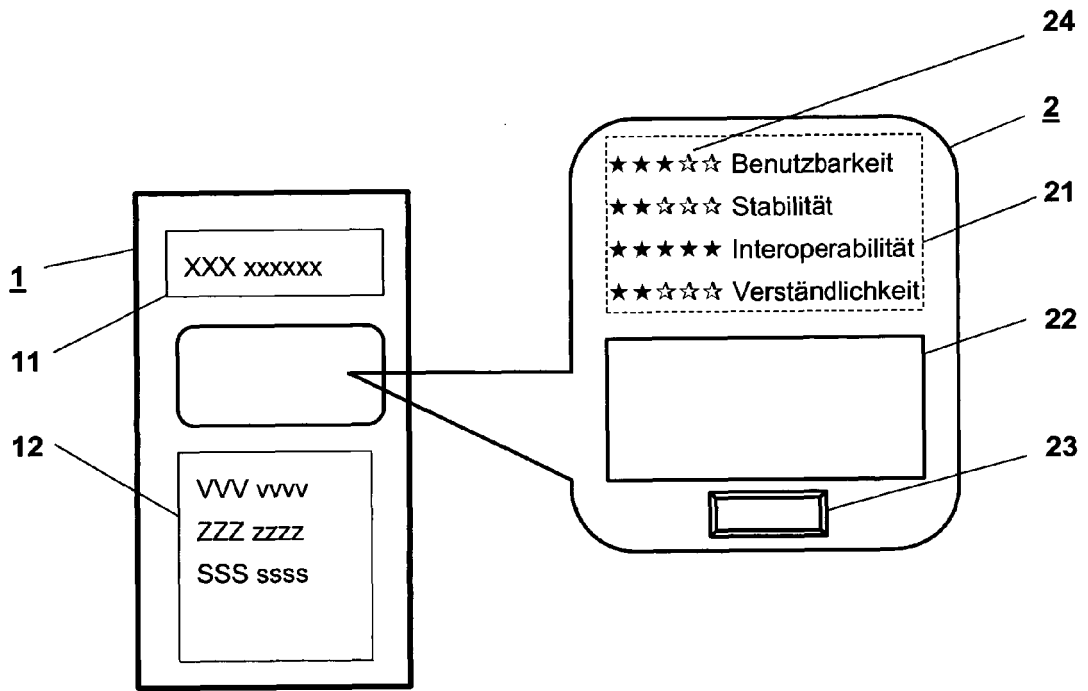 24
2
★★★☆☆ Benutzbarkeit
★★☆☆☆ Stabilität
21
★★★★★ Interoperabilität
★★☆☆☆ Verständlichkeit
1
XXX xxxxxx
11
22
12
VVV vvvv
ZZZ zzzz
SSS ssss
23